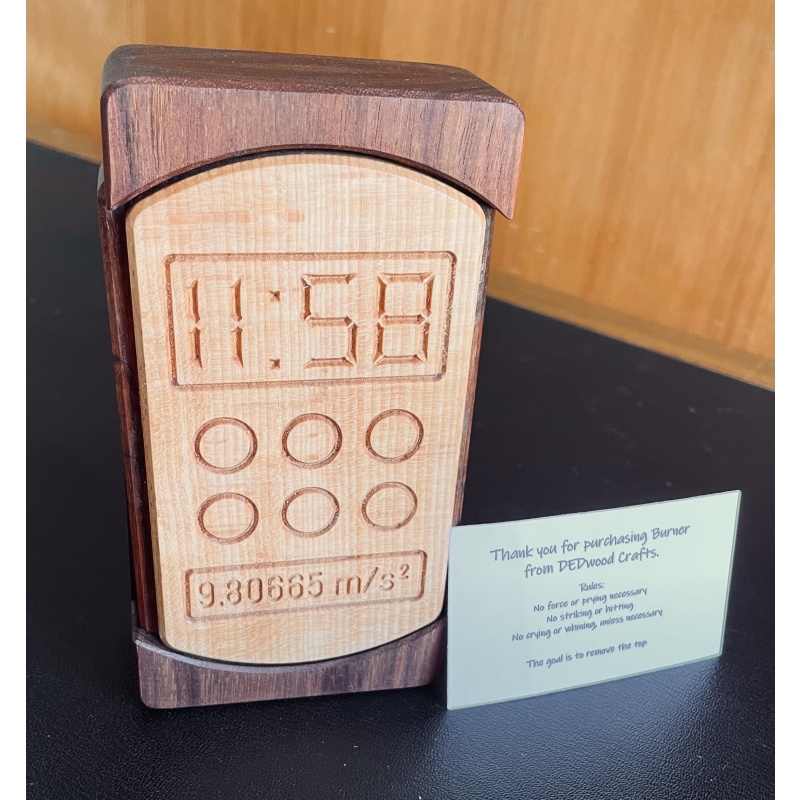 11:58
9.80665 m/s²
Thank you for purchasing Burner
from DEDwood Crafts.
Rules:
No force or prying necessary
No striking or hitting
No crying or whining, unless necessary
The goal is to remove the top